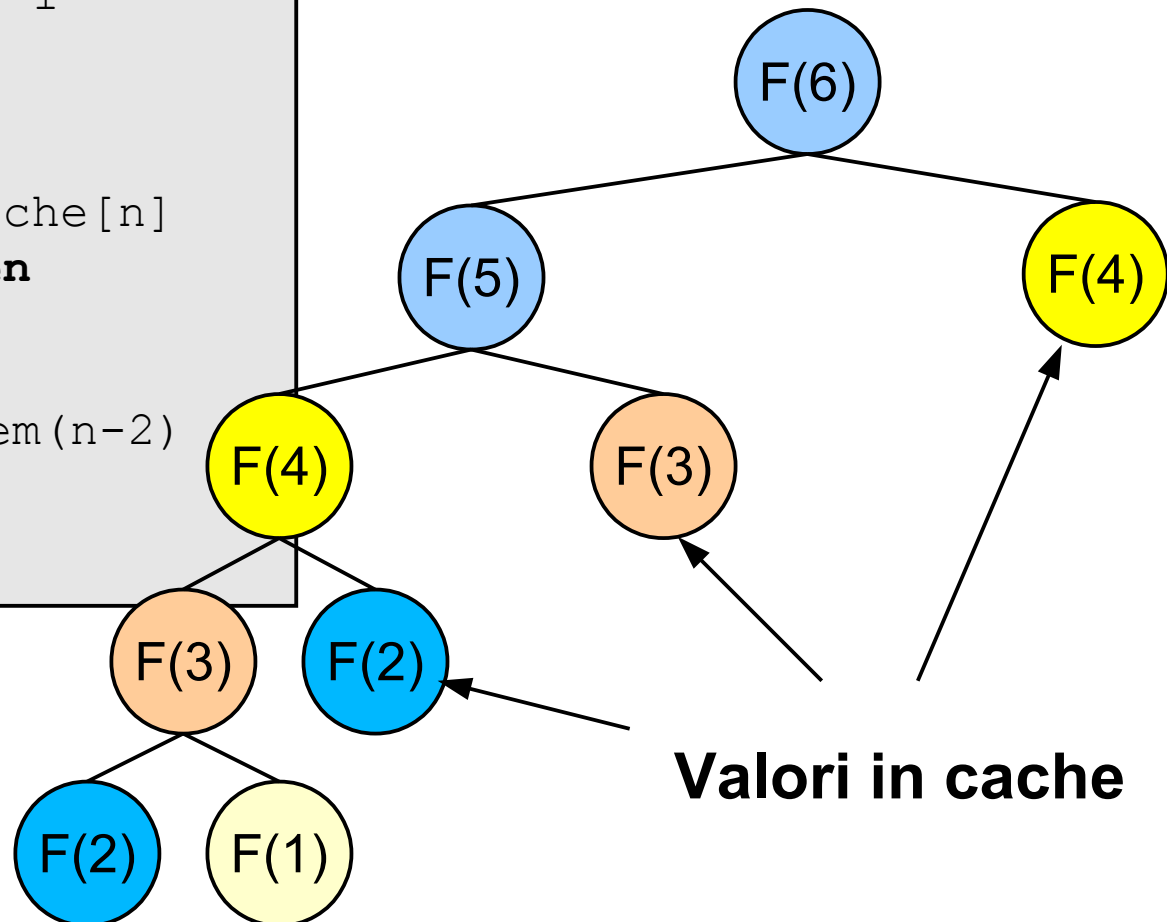 che[n]
n
em(n-2)
F(6)
F(5)
F(4)
F(4)
F(3)
F(3)
F(2)
F(2)
F(1)
Valori in cache